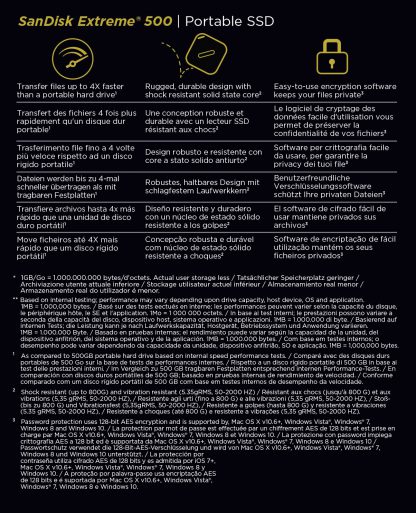 SanDisk Extreme® 500 | Portable SSD
Transfer files up to 4X faster
than a portable hard drive¹
Rugged, durable design with
shock resistant solid state core²
Easy-to-use encryption software
keeps your files private³
Transfert des fichiers 4 fois plus
rapidement qu'un disque dur
portable¹
Une conception robuste et
durable avec un lecteur SSD
résistant aux chocs²
Le logiciel de cryptage des
données facile d'utilisation vous
permet de préserver la
confidentialité de vos fichiers³
Trasferimento file fino a 4 volte
più veloce rispetto ad un disco
rigido portatile¹
Design robusto e resistente con
core a stato solido antiurto²
Software per crittografia facile
da usare, per garantire la
privacy dei tuoi file³
Dateien werden bis zu 4-mal
schneller übertragen als mit
tragbaren Festplatten¹
Robustes, haltbares Design mit
schlagfestem Laufwerkkern²
Benutzerfreundliche
Verschlüsselungssoftware
schützt Ihre privaten Dateien³
Transfiere archivos hasta 4x más
rápido que una unidad de disco
duro portátil¹
Diseño resistente y duradero
con un núcleo de estado sólido
resistente a los golpes²
El software de cifrado fácil de
usar mantiene privados sus
archivos³
Move ficheiros até 4X mais
rápido que um disco rígido
portátil¹
Concepção robusta e durável
com núcleo de estado sólido
resistente a choques²
Software de encriptação de fácil
utilização mantém os seus
ficheiros privados³
* 1GB/Go = 1.000.000.000 bytes/d'octets. Actual user storage less / Tatsächlicher Speicherplatz geringer /
Archiviazione utente attuale inferiore / Stockage utilisateur actuel inférieur / Almacenamiento real menor /
Armazenamento real do utilizador é menor.
** Based on internal testing; performance may vary depending upon drive capacity, host device, OS and application.
1MB = 1,000,000 bytes. / Basé sur des tests effectués en interne; les performances peuvent varier selon la capacité du disque,
le périphérique hôte, le SE et l'application. 1Mo = 1 000 000 octets. / In base ai test interni; le prestazioni possono variare a
seconda della capacità del disco, dispositivo host, sistema operativo e applicazioni. 1MB = 1.000.000 di byte. / Basierend auf
internen Tests; die Leistung kann je nach Laufwerkskapazität, Hostgerät, Betriebssystem und Anwendung variieren.
1MB = 1.000.000 Bytes. / Basado en pruebas internas; el rendimiento puede variar según la capacidad de la unidad, del
dispositivo anfitrión, del sistema operativo y de la aplicación. 1MB = 1.000.000 bytes. / Com base em testes internos; o
desempenho pode variar dependendo da capacidade da unidade, dispositivo anfitrião, SO e aplicação. 1MB = 1.000.000 bytes.
¹ As compared to 500GB portable hard drive based on internal speed performance tests. / Comparé avec des disques durs
portables de 500 Go sur la base de tests de performances internes. / Rispetto a un disco rigido portatile di 500 GB in base ai
test delle prestazioni interni. / Im Vergleich zu 500 GB tragbaren Festplatten entsprechend internen Performance-Tests. / En
comparación con discos duros portátiles de 500 GB; basado en pruebas internas de rendimiento de velocidad. / Conforme
comparado com um disco rígido portátil de 500 GB com base em testes internos de desempenho da velocidade.
² Shock resistant (up to 800G) and vibration resistant (5.35gRMS, 50-2000 HZ) / Résistant aux chocs (jusqu'à 800 G) et aux
vibrations (5,35 gRMS, 50-2000 HZ), / Resistente agli urti (fino a 800 G) e alle vibrazioni (5,35 gRMS, 50-2000 HZ), / Stoß-
(bis zu 800 G) und Vibrationsfest (5,35gRMS, 50-2000 HZ), / Resistente a golpes (hasta 800 G) y resistente a vibraciones
(5,35 gRMS, 50-2000 HZ), / Resistente a choques (até 800 G) e resistente a vibrações (5,35 gRMS, 50-2000 HZ).
³ Password protection uses 128-bit AES encryption and is supported by, Mac OS X v10.6+, Windows Vista®, Windows® 7,
Windows 8 and Windows 10. / La protection par mot de passe est effectuée par un chiffrement AES de 128 bits et est prise en
charge par Mac OS X v10.6+, Windows Vista®, Windows® 7, Windows 8 et Windows 10. / La protezione con password impiega
crittografia AES a 128 bit ed è supportata da Mac OS X v10.6+, Windows Vista®, Windows® 7, Windows 8 e Windows 10 /
Passwortschutz verwendet die 128-Bit-AES-Verschlüsselung und wird von Mac OS X v10.6+, Windows Vista®, Windows® 7,
Windows 8 und Windows 10 unterstützt. / La protección por
contraseña utiliza cifrado AES de 128 bits y es admitida por iOS 7+,
Mac OS X v10.6+, Windows Vista®, Windows® 7, Windows 8 y
Windows 10. / A proteção por palavra-passe usa encriptação AES
de 128 bits e é suportada por Mac OS X v10.6+, Windows Vista®,
Windows® 7, Windows 8 e Windows 10.